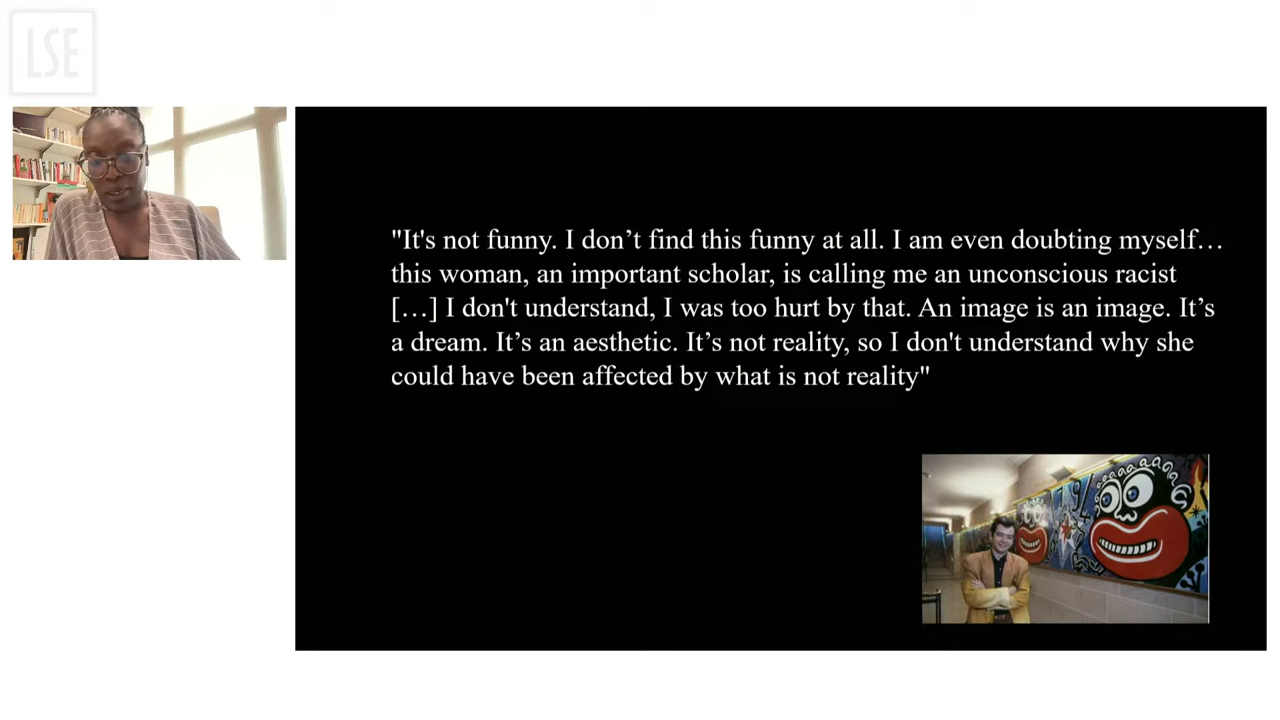 LSE
"It's not funny. I don’t find this funny at all. I am even doubting myself…
this woman, an important scholar, is calling me an unconscious racist
[…] I don't understand, I was too hurt by that. An image is an image. It’s
a dream. It’s an aesthetic. It’s not reality, so I don't understand why she
could have been affected by what is not reality"